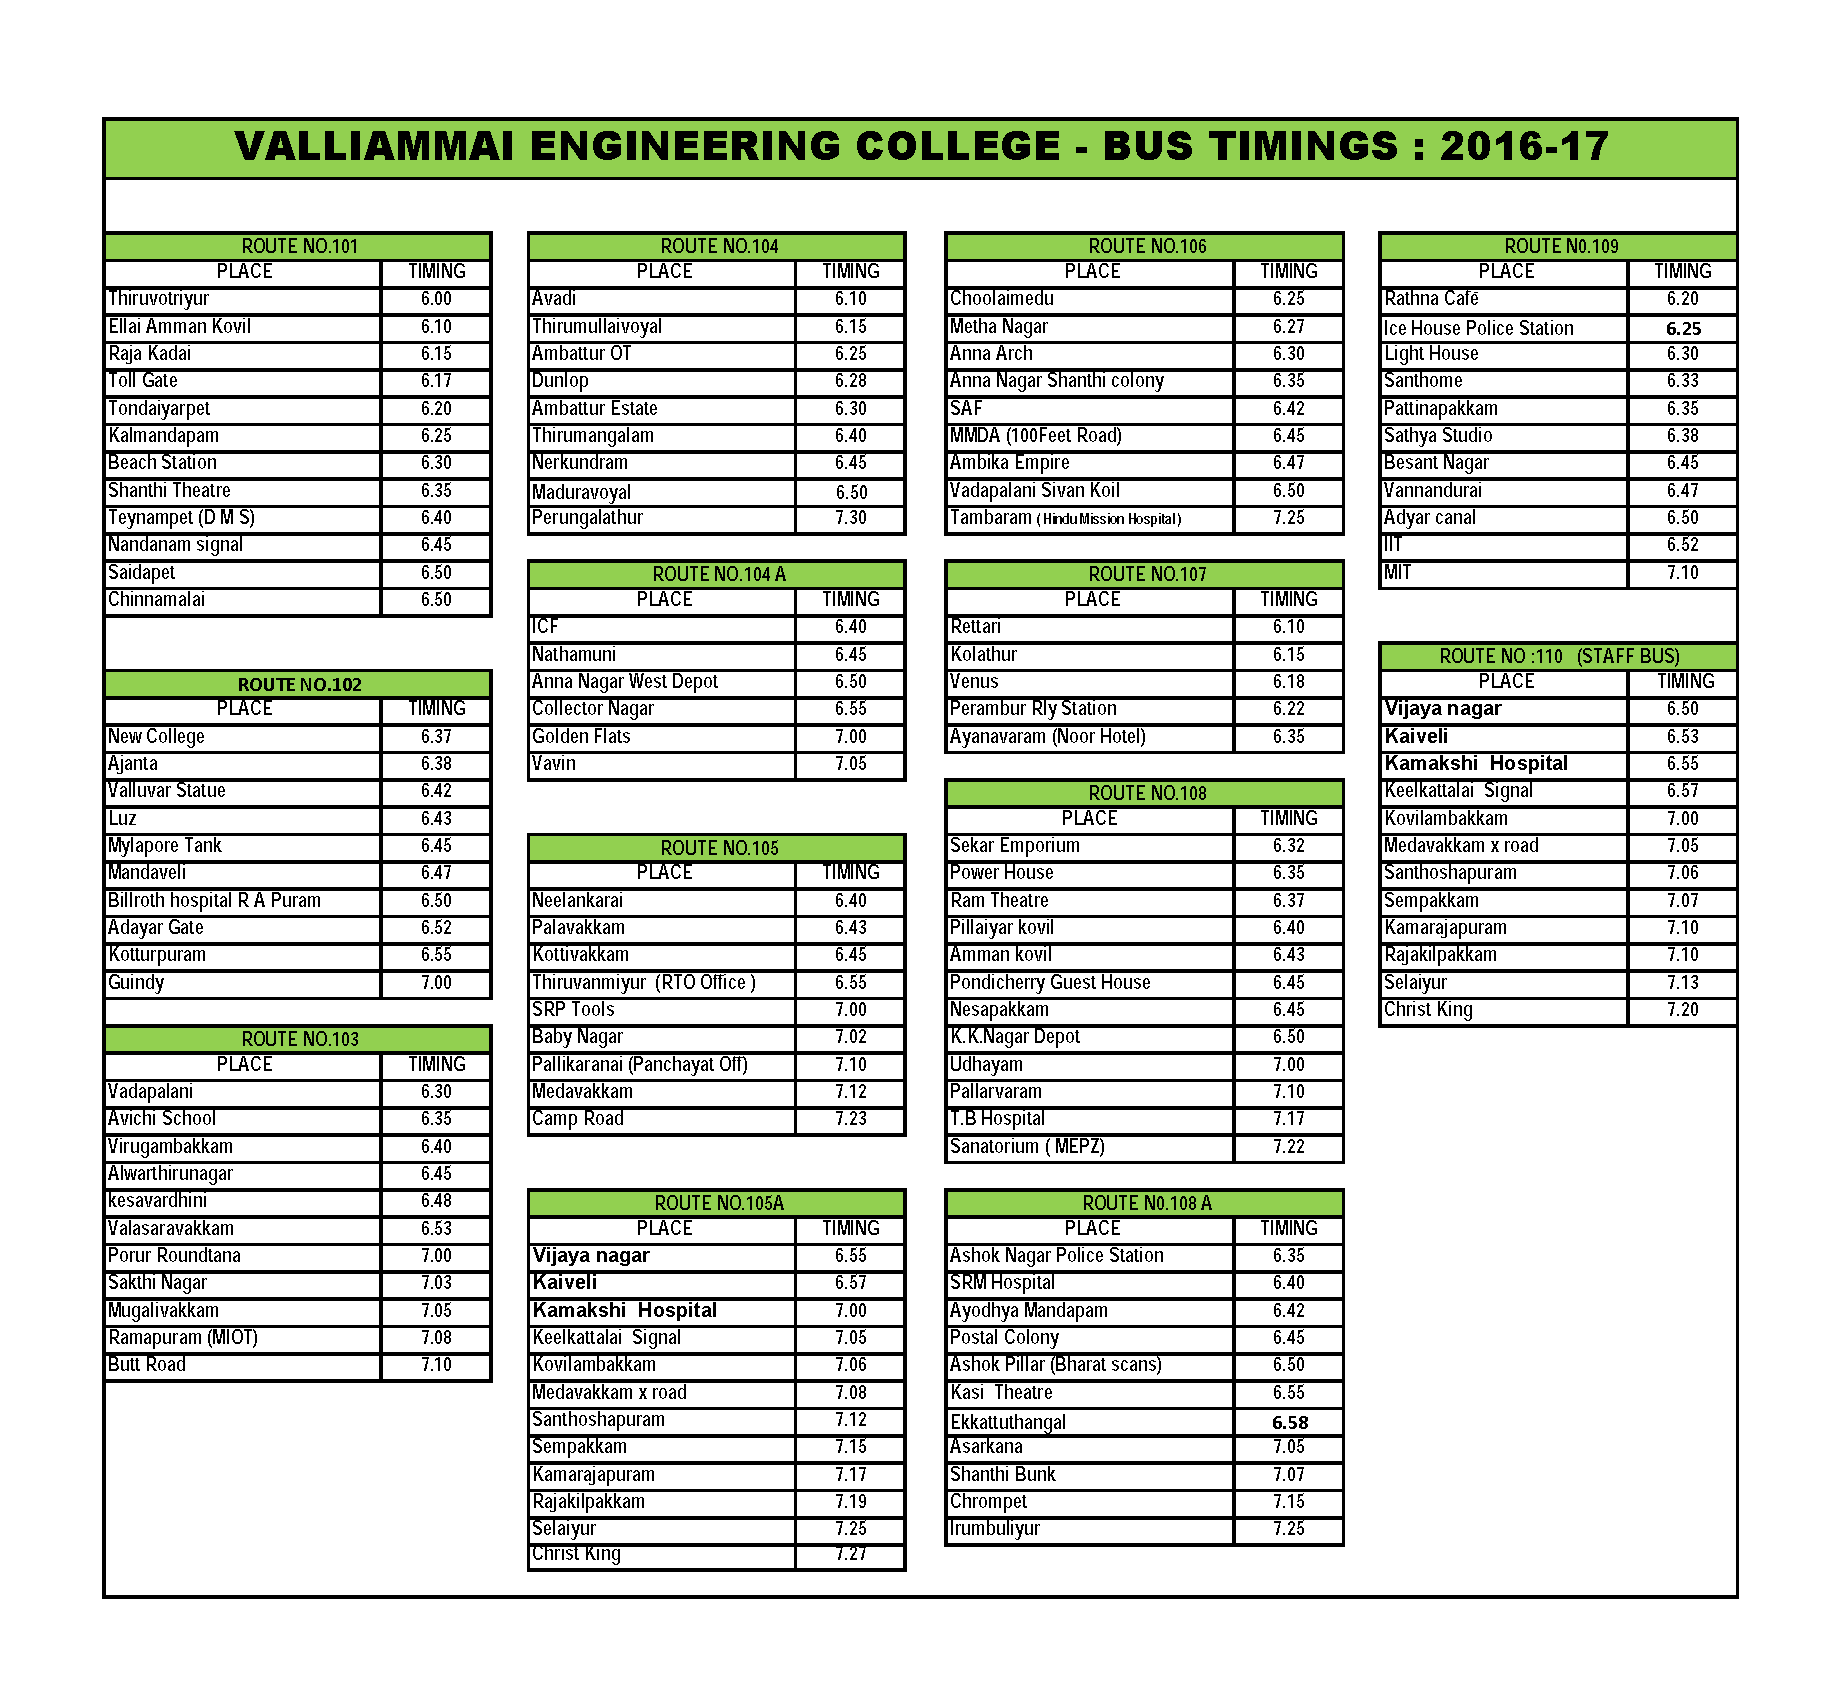 VALLIAMMAI ENGINEERING COLLEGE - BUS TIMINGS : 2016-17
ROUTE NO.101
PLACE TIMING
Thiruvotriyur 6.00
Ellai Amman Kovil 6.10
Raja Kadai 6.15
Toll Gate 6.17
Tondaiyarpet 6.20
Kalmandapam 6.25
Beach Station 6.30
Shanthi Theatre 6.35
Teynampet (D M S) 6.40
Nandanam signal 6.45
Saidapet 6.50
Chinnamalai 6.50
ROUTE NO.102
PLACE TIMING
New College 6.37
Ajanta 6.38
Valluvar Statue 6.42
Luz 6.43
Mylapore Tank 6.45
Mandaveli 6.47
Billroth hospital R A Puram 6.50
Adayar Gate 6.52
Kotturpuram 6.55
Guindy 7.00
ROUTE NO.103
PLACE TIMING
Vadapalani 6.30
Avichi School 6.35
Virugambakkam 6.40
Alwarthirunagar 6.45
kesavardhini 6.48
Valasaravakkam 6.53
Porur Roundtana 7.00
Sakthi Nagar 7.03
Mugalivakkam 7.05
Ramapuram (MIOT) 7.08
Butt Road 7.10
ROUTE NO.104
PLACE TIMING
Avadi 6.10
Thirumullaivoyal 6.15
Ambattur OT 6.25
Dunlop 6.28
Ambattur Estate 6.30
Thirumangalam 6.40
Nerkundram 6.45
Maduravoyal 6.50
Perungalathur 7.30
ROUTE NO.104 A
PLACE TIMING
ICF 6.40
Nathamuni 6.45
Anna Nagar West Depot 6.50
Collector Nagar 6.55
Golden Flats 7.00
Vavin 7.05
ROUTE NO.105
PLACE TIMING
Neelankarai 6.40
Palavakkam 6.43
Kottivakkam 6.45
Thiruvanmiyur (RTO Office ) 6.55
SRP Tools 7.00
Baby Nagar 7.02
Pallikaranai (Panchayat Off) 7.10
Medavakkam 7.12
Camp Road 7.23
ROUTE NO.105A
PLACE TIMING
Vijaya nagar 6.55
Kaiveli 6.57
Kamakshi Hospital 7.00
Keelkattalai Signal 7.05
Kovilambakkam 7.06
Medavakkam x road 7.08
Santhoshapuram 7.12
Sempakkam 7.15
Kamarajapuram 7.17
Rajakilpakkam 7.19
Selaiyur 7.25
Christ King 7.27
ROUTE NO.106
PLACE TIMING
Choolaimedu 6.25
Metha Nagar 6.27
Anna Arch 6.30
Anna Nagar Shanthi colony 6.35
SAF 6.42
MMDA (100Feet Road) 6.45
Ambika Empire 6.47
Vadapalani Sivan Koil 6.50
Tambaram ( Hindu Mission Hospital ) 7.25
ROUTE NO.107
PLACE TIMING
Rettari 6.10
Kolathur 6.15
Venus 6.18
Perambur Rly Station 6.22
Ayanavaram (Noor Hotel) 6.35
ROUTE NO.108
PLACE TIMING
Sekar Emporium 6.32
Power House 6.35
Ram Theatre 6.37
Pillaiyar kovil 6.40
Amman kovil 6.43
Pondicherry Guest House 6.45
Nesapakkam 6.45
K.K.Nagar Depot 6.50
Udhayam 7.00
Pallarvaram 7.10
T.B Hospital 7.17
Sanatorium ( MEPZ) 7.22
ROUTE N0.108 A
PLACE TIMING
Ashok Nagar Police Station 6.35
SRM Hospital 6.40
Ayodhya Mandapam 6.42
Postal Colony 6.45
Ashok Pillar (Bharat scans) 6.50
Kasi Theatre 6.55
Ekkattuthangal 6.58
Asarkana 7.05
Shanthi Bunk 7.07
Chrompet 7.15
Irumbuliyur 7.25
ROUTE N0.109
PLACE TIMING
Rathna Café 6.20
Ice House Police Station 6.25
Light House 6.30
Santhome 6.33
Pattinapakkam 6.35
Sathya Studio 6.38
Besant Nagar 6.45
Vannandurai 6.47
Adyar canal 6.50
IIT 6.52
MIT 7.10
ROUTE NO :110 (STAFF BUS)
PLACE TIMING
Vijaya nagar 6.50
Kaiveli 6.53
Kamakshi Hospital 6.55
Keelkattalai Signal 6.57
Kovilambakkam 7.00
Medavakkam x road 7.05
Santhoshapuram 7.06
Sempakkam 7.07
Kamarajapuram 7.10
Rajakilpakkam 7.10
Selaiyur 7.13
Christ King 7.20